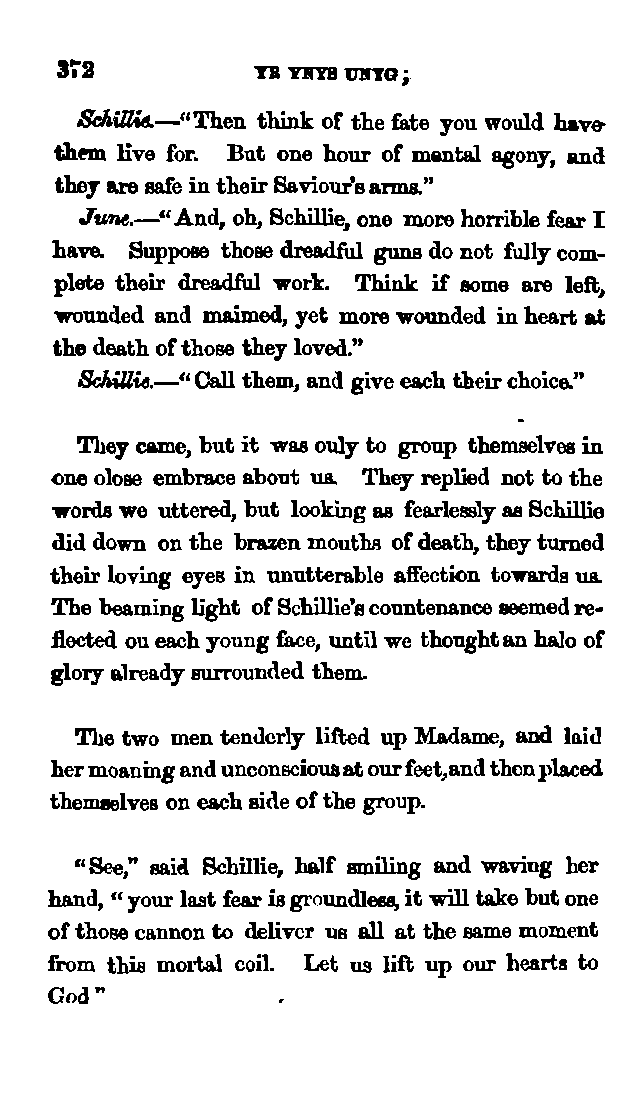 372 YR YNYS UNYG;
Schillie.—"Then think of the fate you would have
them live for. But one hour of mental agony, and
they are safe in their Saviour's arms."
June.—"And, oh, Schillie, one more horrible fear I
have. Suppose those dreadful guns do not fully com-
plete their dreadful work. Think if some are left,
wounded and maimed, yet more wounded in heart at
the death of those they loved."
Schillie.—"Call them, and give each their choice."
They came, but it was only to group themselves in
one close embrace about us. They replied not to the
words we uttered, but looking as fearlessly as Schillie
did down on the brazen mouths of death, they turned
their loving eyes in unutterable affection towards us.
The beaming light of Schillie's countenance seemed re-
flected on each young face, until we thought an halo of
glory already surrounded them.
The two men tenderly lifted up Madame, and laid
her moaning and unconscious at our feet, and then placed
themselves on each side of the group.
"See," said Schillie, half smiling and waving her
hand, "your last fear is groundless, it will take but one
of those cannon to deliver us all at the same moment
from this mortal coil. Let us lift up our hearts to
God"